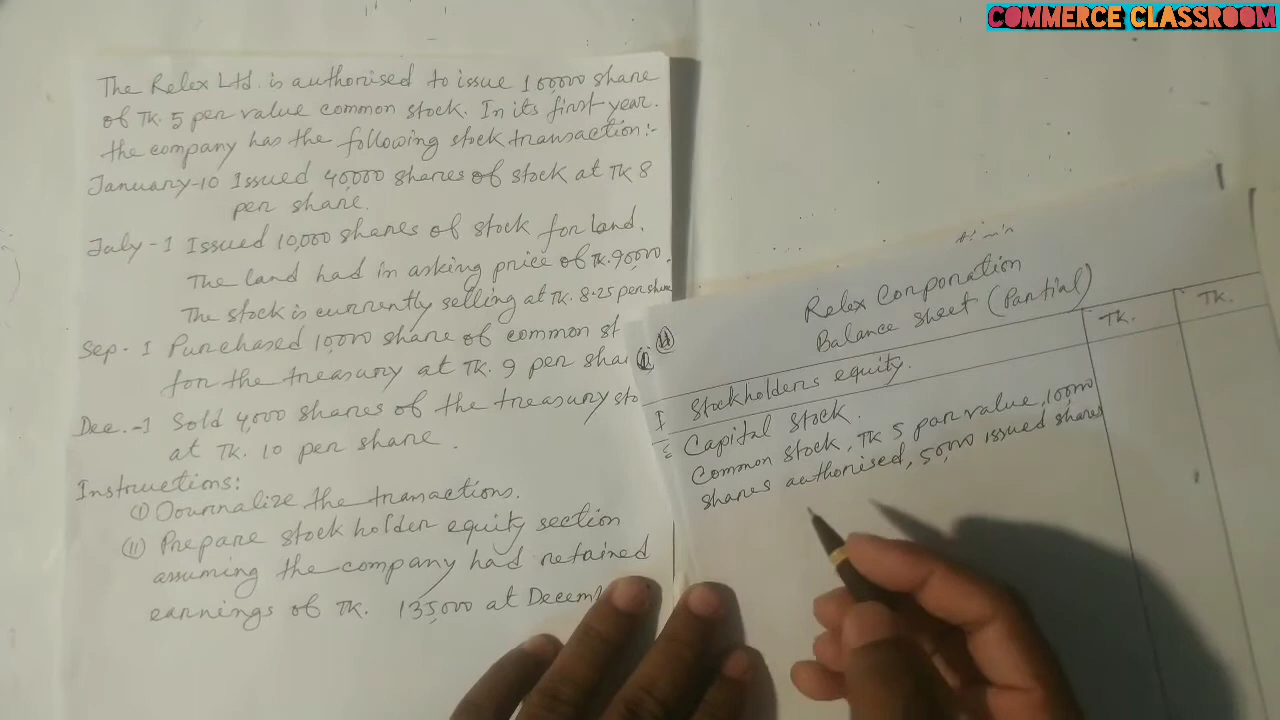 COMMERCE CLASSROOM
The Relex Ltd. is authorised to issue 100,000 share
of TK. 5 per value common stock. In its first year.
the company has the following stock transaction:-
January-10 Issued 40,000 shares of stock at TK 8
per share.
July-1 Issued 10,000 shares of stock for land.
The land had in asking price of TK. 90,000.
The stock is currently selling at TK. 8.25 per share
Sep-1 Purchased 10,000 share of common st
for the treasury at TK. 9 per sha
Dec.-1 Sold 4,000 shares of the treasury sto
at TK. 10 per share.
Instructions:
(i) Journalize the tranactions.
(ii) Prepare stock holder equity section
assuming the company had retained
earnings of TK. 135,000 at Decem
Relex Corporation
Balance sheet (Partial)
TK. TK.
I Stockholders equity.
Capital Stock.
Common stock, TK 5 par value, 100,000
shares authorised, 50,000 issued shares